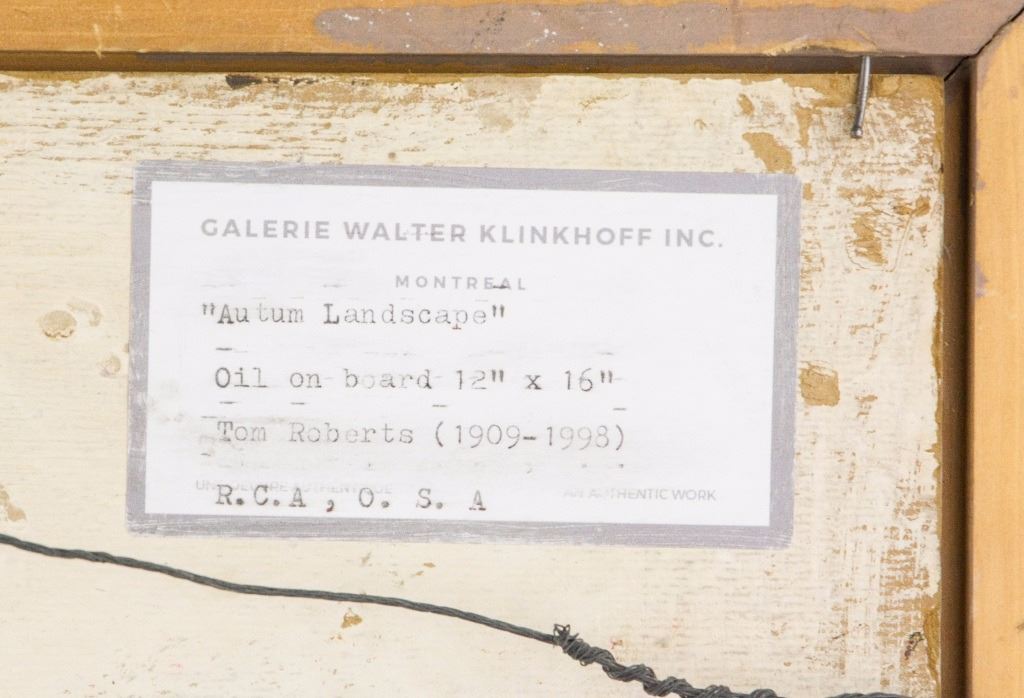 GALERIE WALTER KLINKHOFF INC.
MONTREAL
"Autum Landscape"
Oil on board 12" x 16"
Tom Roberts (1909-1998)
AN AUTHENTIC WORK
R.C.A , O. S. A